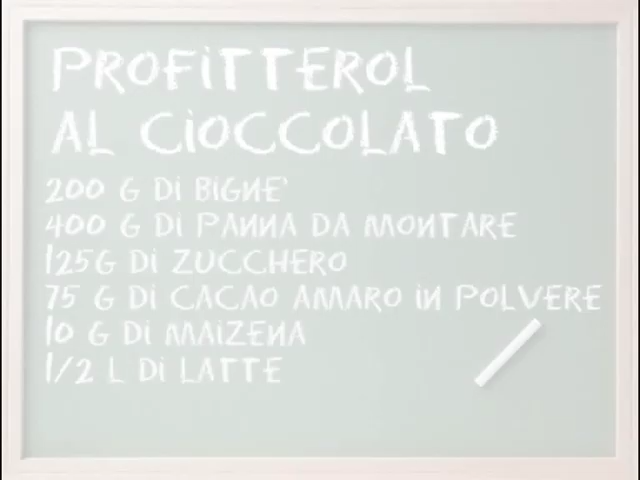 PROFITTEROL
AL CIOCCOLATO
200 G DI BIGNE'
400 G DI PANNA DA MONTARE
125G DI ZUCCHERO
75 G DI CACAO AMARO IN POLVERE
10 G DI MAIZENA
1/2 L DI LATTE